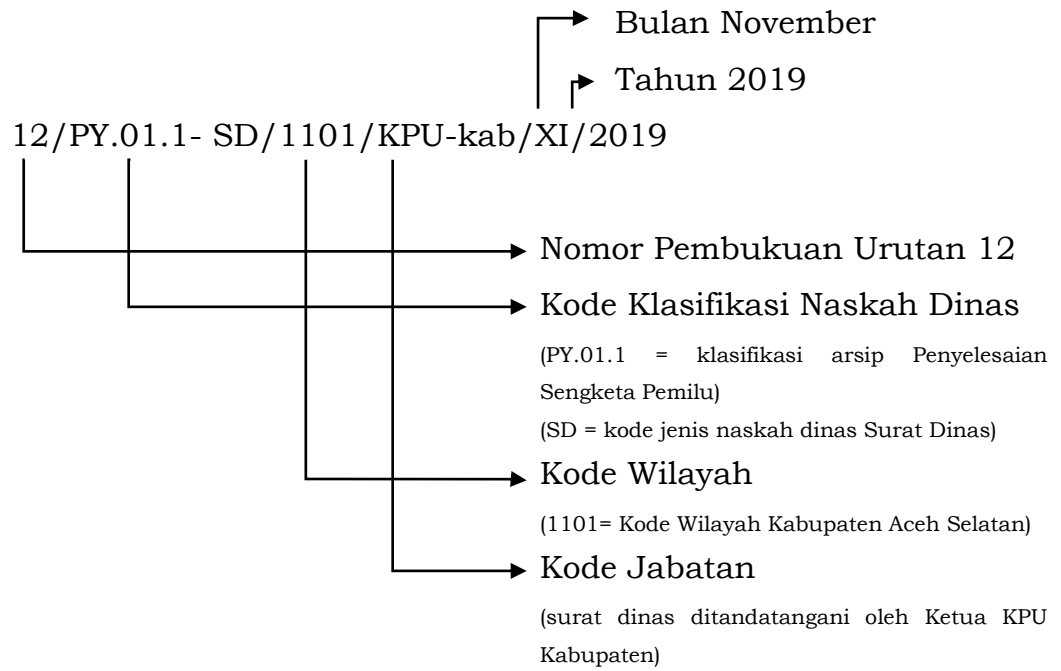 Bulan November
Tahun 2019
12/PY.01.1- SD/1101/KPU-kab/XI/2019
Nomor Pembukuan Urutan 12
Kode Klasifikasi Naskah Dinas
(PY.01.1 = klasifikasi arsip Penyelesaian
Sengketa Pemilu)
(SD = kode jenis naskah dinas Surat Dinas)
Kode Wilayah
(1101= Kode Wilayah Kabupaten Aceh Selatan)
Kode Jabatan
(surat dinas ditandatangani oleh Ketua KPU
Kabupaten)